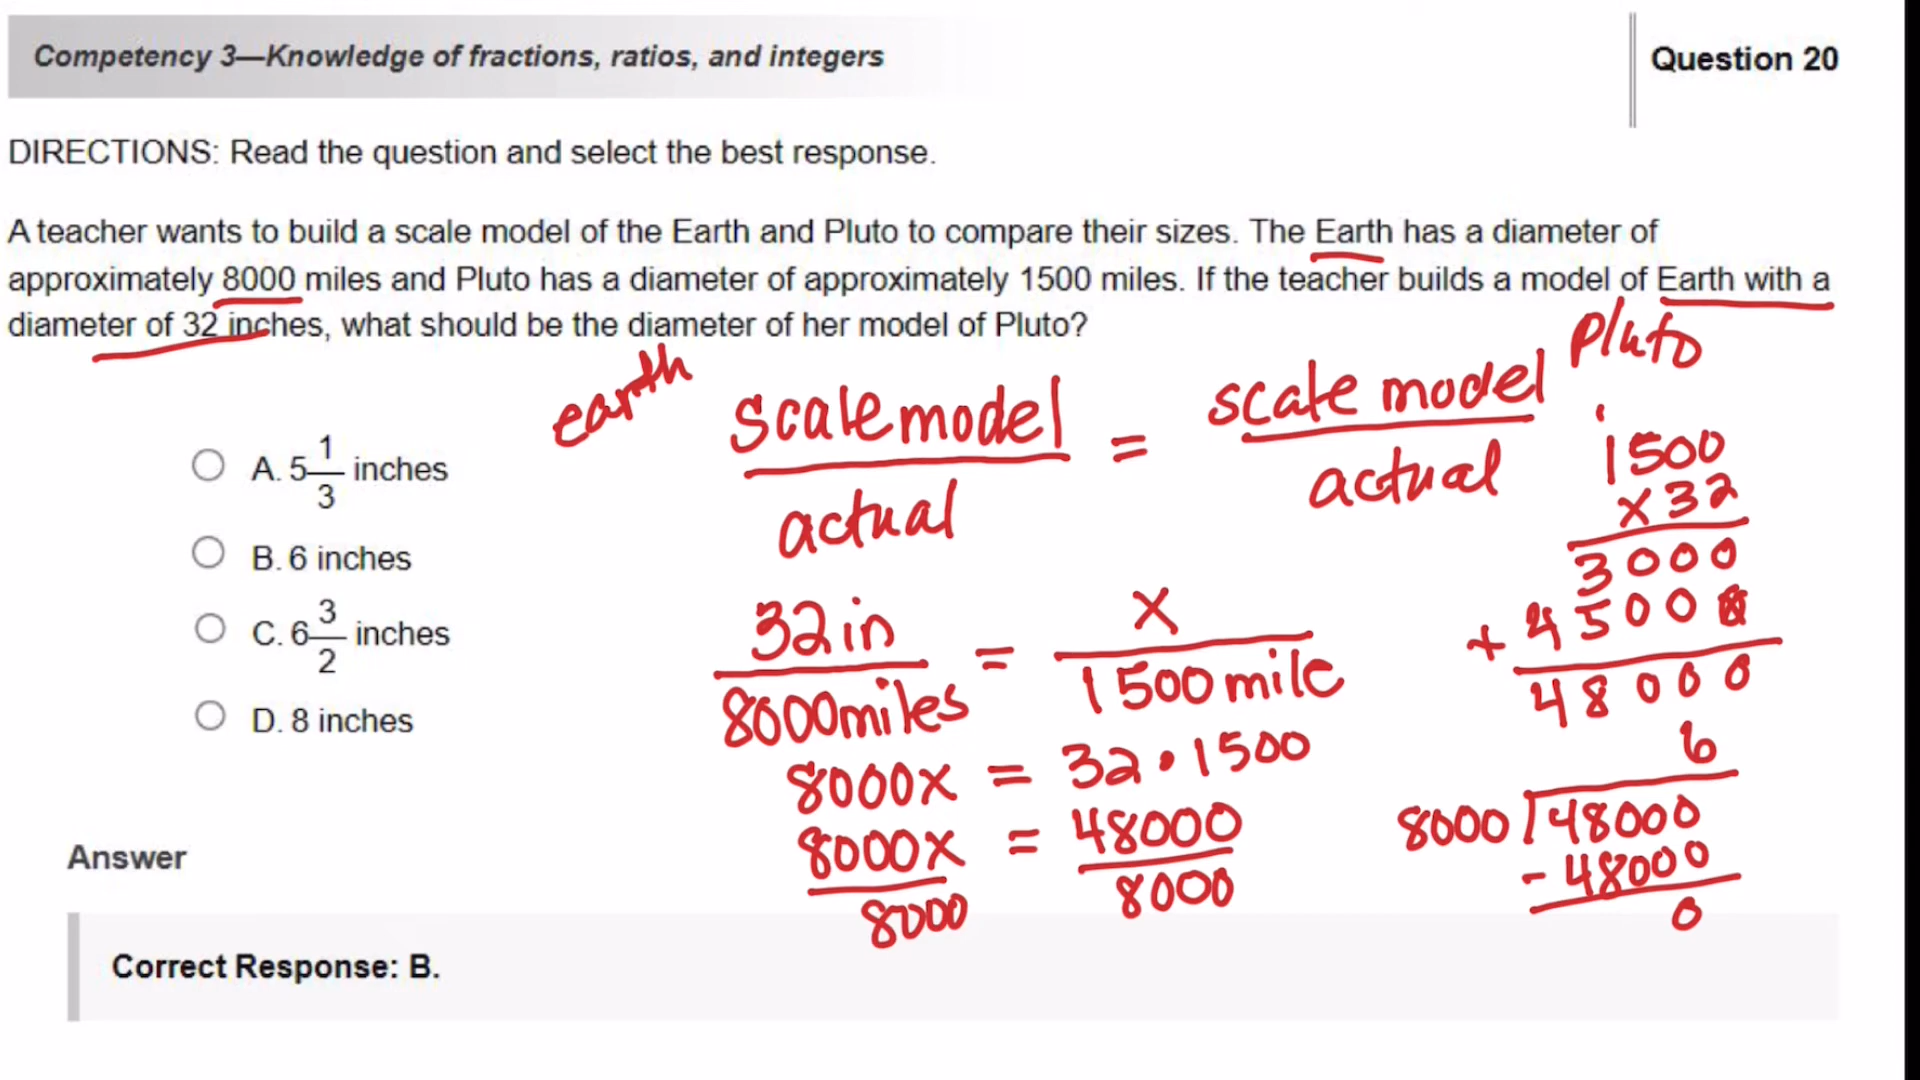 Competency 3—Knowledge of fractions, ratios, and integers
Question 20
DIRECTIONS: Read the question and select the best response.
A teacher wants to build a scale model of the Earth and Pluto to compare their sizes. The Earth has a diameter of
approximately 8000 miles and Pluto has a diameter of approximately 1500 miles. If the teacher builds a model of Earth with a
diameter of 32 inches, what should be the diameter of her model of Pluto?
A. 5 1/3 inches
B. 6 inches
C. 6 3/2 inches
D. 8 inches
earth
scale model
actual
=
scale model
actual
Pluto
32 in
8000 miles
=
x
1500 mile
8000x = 32 • 1500
8000x = 48000
8000 8000
1
1500
x 32
3000
+ 45000
48000
6
8000 48000
- 48000
0
Answer
Correct Response: B.